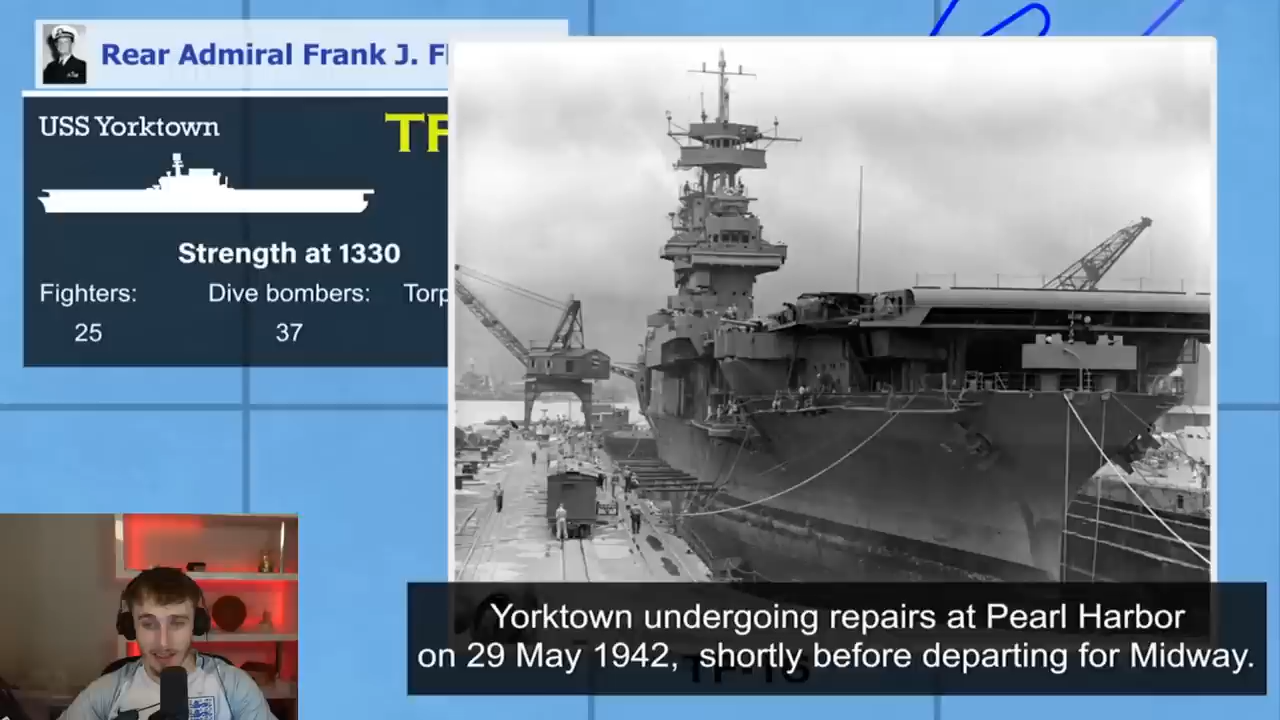 Rear Admiral Frank J.
USS Yorktown
TF
Strength at 1330
Fighters:
Dive bombers:
Torp
25
37
Yorktown undergoing repairs at Pearl Harbor
on 29 May 1942, shortly before departing for Midway.